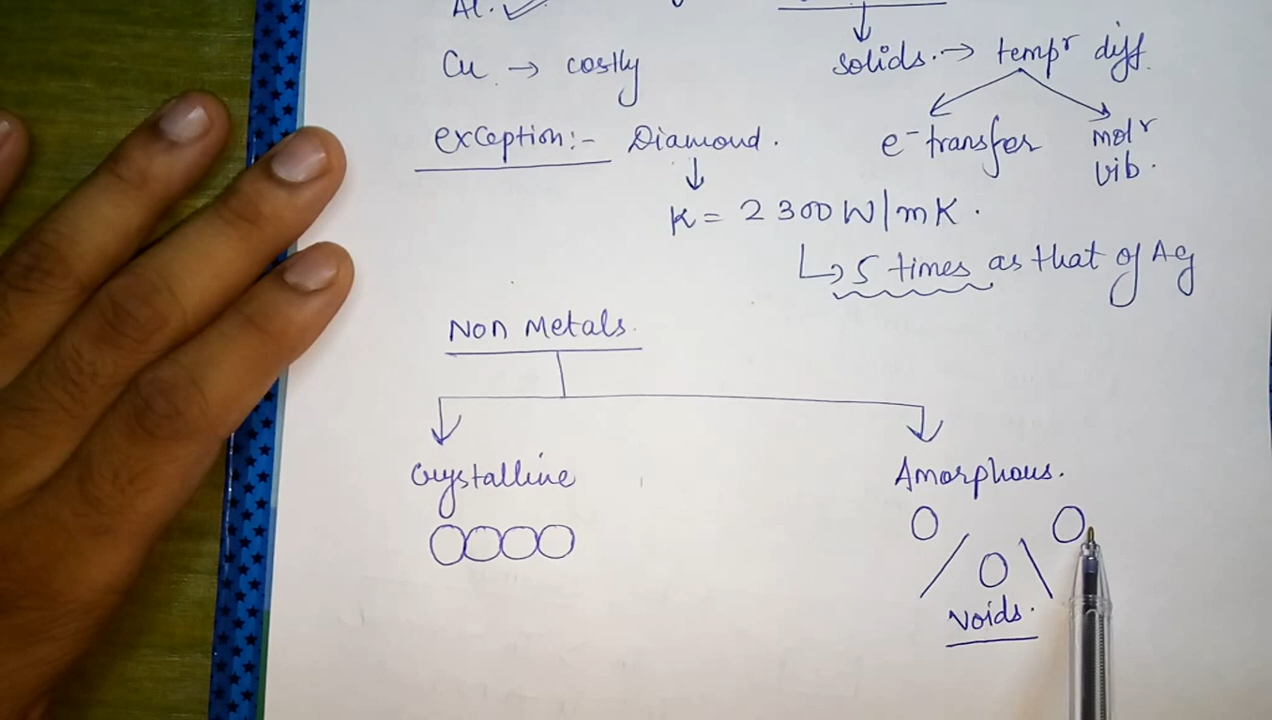 Al.
Cu → costly
solids. → tempr diff.
e⁻ transfer
molr vib.
exception:- Diamond.
K = 2300 W/mK.
↳ 5 times as that of Ag
Non Metals.
Crystalline
Amorphous.
Voids.